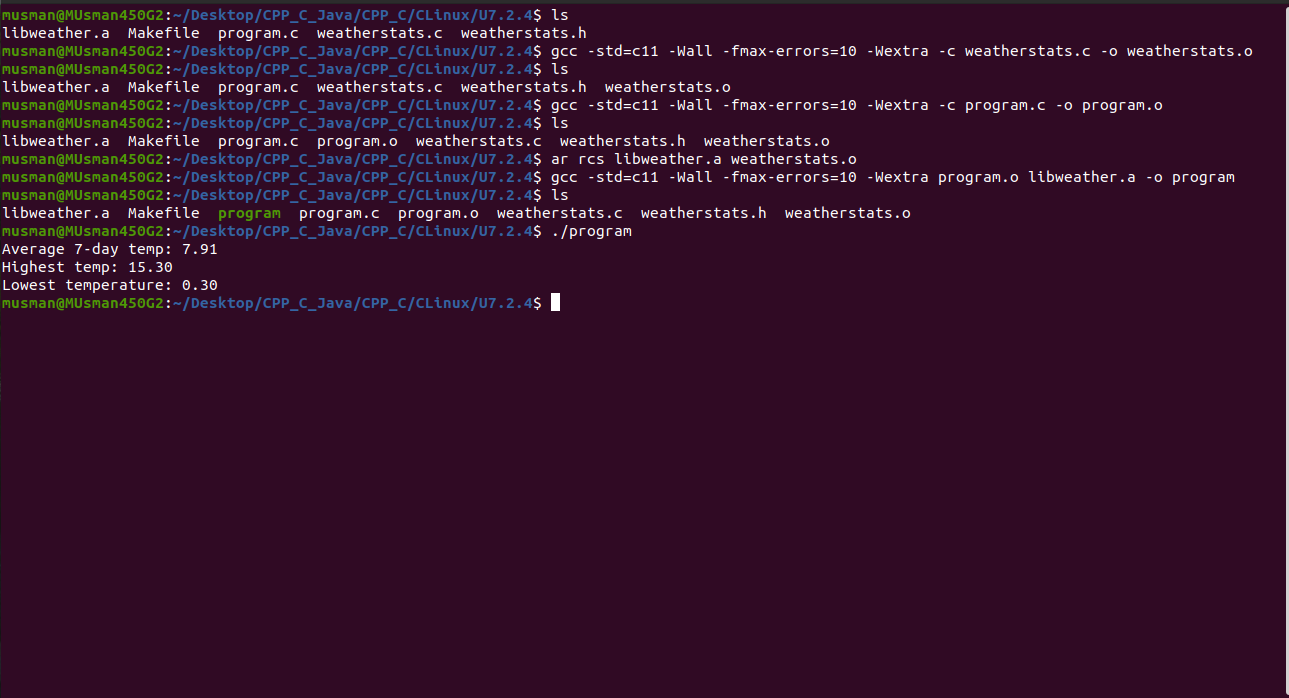 musman@MUsman450G2:~/Desktop/CPP_C_Java/CPP_C/CLinux/U7.2.4$ ls
libweather.a  Makefile  program.c  weatherstats.c  weatherstats.h
musman@MUsman450G2:~/Desktop/CPP_C_Java/CPP_C/CLinux/U7.2.4$ gcc -std=c11 -Wall -fmax-errors=10 -Wextra -c weatherstats.c -o weatherstats.o
musman@MUsman450G2:~/Desktop/CPP_C_Java/CPP_C/CLinux/U7.2.4$ ls
libweather.a  Makefile  program.c  weatherstats.c  weatherstats.h  weatherstats.o
musman@MUsman450G2:~/Desktop/CPP_C_Java/CPP_C/CLinux/U7.2.4$ gcc -std=c11 -Wall -fmax-errors=10 -Wextra -c program.c -o program.o
musman@MUsman450G2:~/Desktop/CPP_C_Java/CPP_C/CLinux/U7.2.4$ ls
libweather.a  Makefile  program.c  program.o  weatherstats.c  weatherstats.h  weatherstats.o
musman@MUsman450G2:~/Desktop/CPP_C_Java/CPP_C/CLinux/U7.2.4$ ar rcs libweather.a weatherstats.o
musman@MUsman450G2:~/Desktop/CPP_C_Java/CPP_C/CLinux/U7.2.4$ gcc -std=c11 -Wall -fmax-errors=10 -Wextra program.o libweather.a -o program
musman@MUsman450G2:~/Desktop/CPP_C_Java/CPP_C/CLinux/U7.2.4$ ls
libweather.a  Makefile  program  program.c  program.o  weatherstats.c  weatherstats.h  weatherstats.o
musman@MUsman450G2:~/Desktop/CPP_C_Java/CPP_C/CLinux/U7.2.4$ ./program
Average 7-day temp: 7.91
Highest temp: 15.30
Lowest temperature: 0.30
musman@MUsman450G2:~/Desktop/CPP_C_Java/CPP_C/CLinux/U7.2.4$